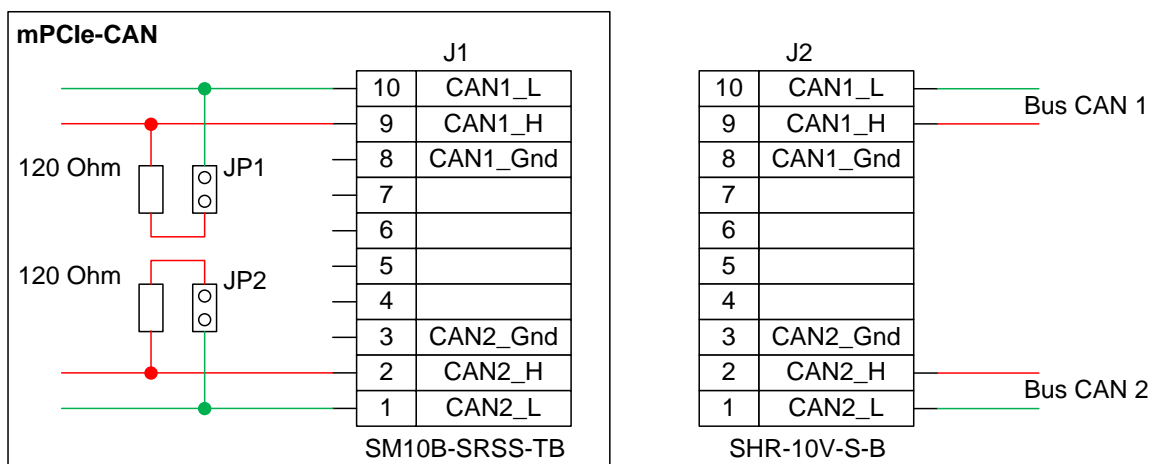 mPCIe-CAN
J1
J2
10 CAN1_L
10 CAN1_L
Bus CAN 1
9 CAN1_H
9 CAN1_H
120 Ohm
JP1
8 CAN1_Gnd
8 CAN1_Gnd
7
7
6
6
120 Ohm
JP2
5
5
4
4
3 CAN2_Gnd
3 CAN2_Gnd
2 CAN2_H
2 CAN2_H
Bus CAN 2
1 CAN2_L
1 CAN2_L
SM10B-SRSS-TB
SHR-10V-S-B